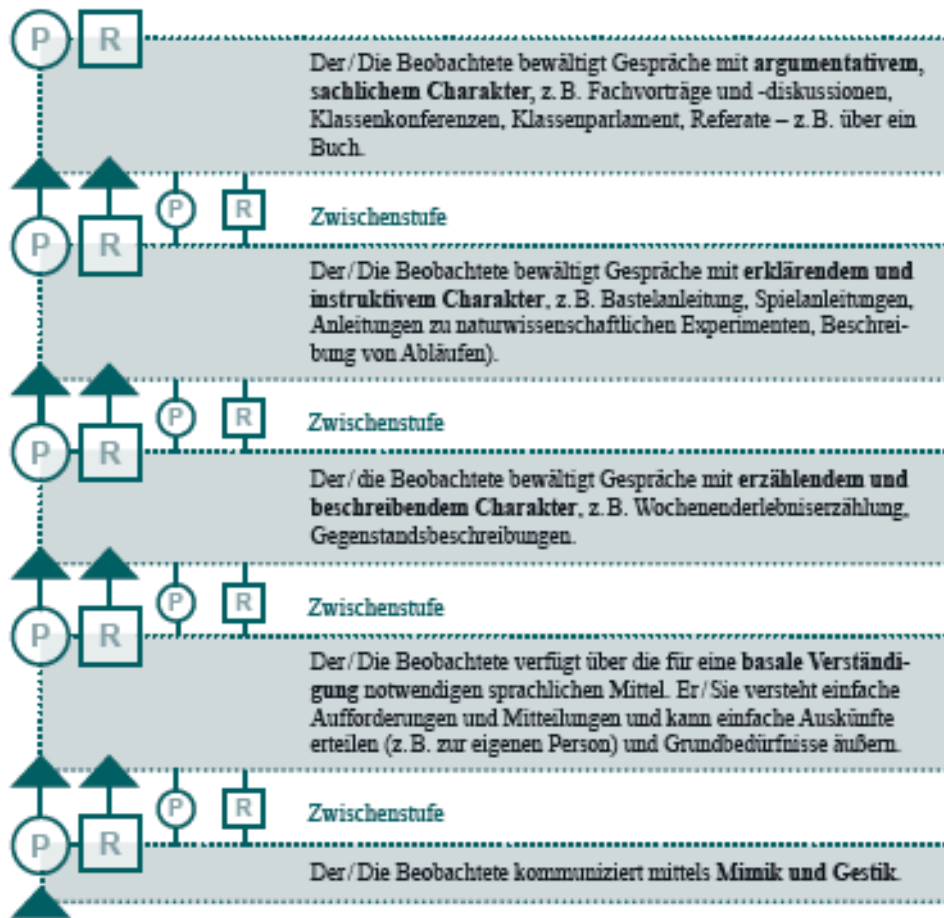 P R
Der/Die Beobachtete bewältigt Gespräche mit argumentativem,
sachlichem Charakter, z.B. Fachvorträge und -diskussionen,
Klassenkonferenzen, Klassenparlament, Referate – z.B. über ein
Buch.
P R Zwischenstufe
P R
Der/Die Beobachtete bewältigt Gespräche mit erklärendem und
instruktivem Charakter, z.B. Bastelanleitung, Spielanleitungen,
Anleitungen zu naturwissenschaftlichen Experimenten, Beschrei-
bung von Abläufen).
P R Zwischenstufe
P R
Der/die Beobachtete bewältigt Gespräche mit erzählendem und
beschreibendem Charakter, z.B. Wochenenderlebniserzählung,
Gegenstandsbeschreibungen.
P R Zwischenstufe
P R
Der/Die Beobachtete verfügt über die für eine basale Verständi-
gung notwendigen sprachlichen Mittel. Er/Sie versteht einfache
Aufforderungen und Mitteilungen und kann einfache Auskünfte
erteilen (z.B. zur eigenen Person) und Grundbedürfnisse äußern.
P R Zwischenstufe
P R
Der/Die Beobachtete kommuniziert mittels Mimik und Gestik.